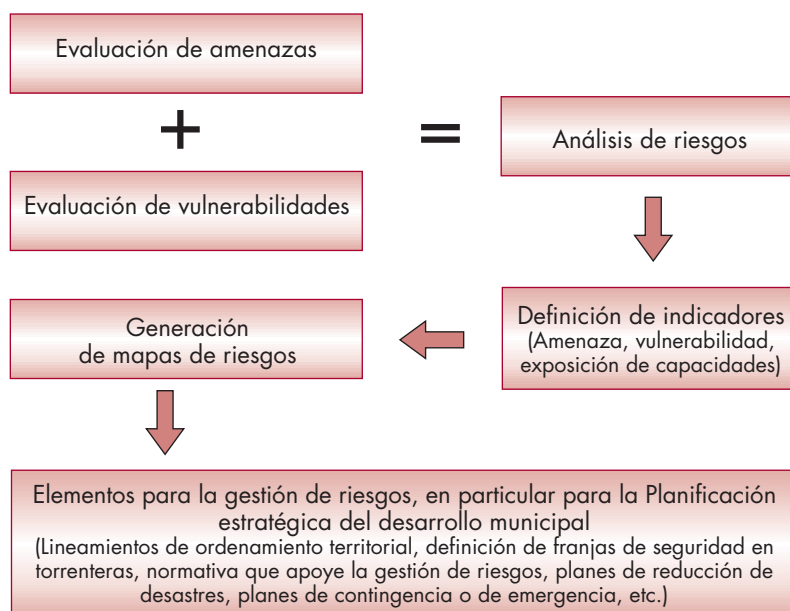 Evaluación de amenazas
+
=
Análisis de riesgos
Evaluación de vulnerabilidades
Definición de indicadores
(Amenaza, vulnerabilidad,
exposición de capacidades)
Generación
de mapas de riesgos
Elementos para la gestión de riesgos, en particular para la Planificación
estratégica del desarrollo municipal
(Lineamientos de ordenamiento territorial, definición de franjas de seguridad en
torrenteras, normativa que apoye la gestión de riesgos, planes de reducción de
desastres, planes de contingencia o de emergencia, etc.)